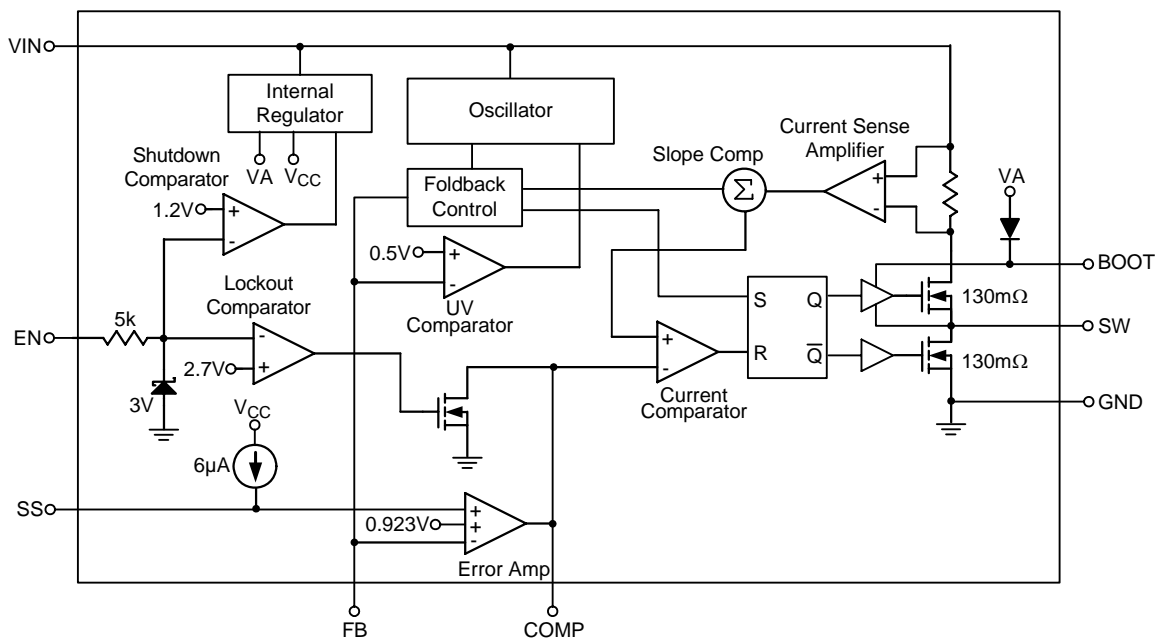 VIN
Internal
Regulator
Oscillator
Current Sense
Amplifier
Shutdown
Comparator
VA
VCC
Slope Comp
Foldback
Control
Σ
+
-
VA
1.2V
+
-
0.5V
+
-
BOOT
Lockout
Comparator
UV
Comparator
S
Q
130mΩ
EN
5k
-
+
2.7V
SW
+
-
R
Q̅
130mΩ
3V
Current
Comparator
GND
VCC
6µA
SS
+
0.923V
+
-
Error Amp
FB
COMP